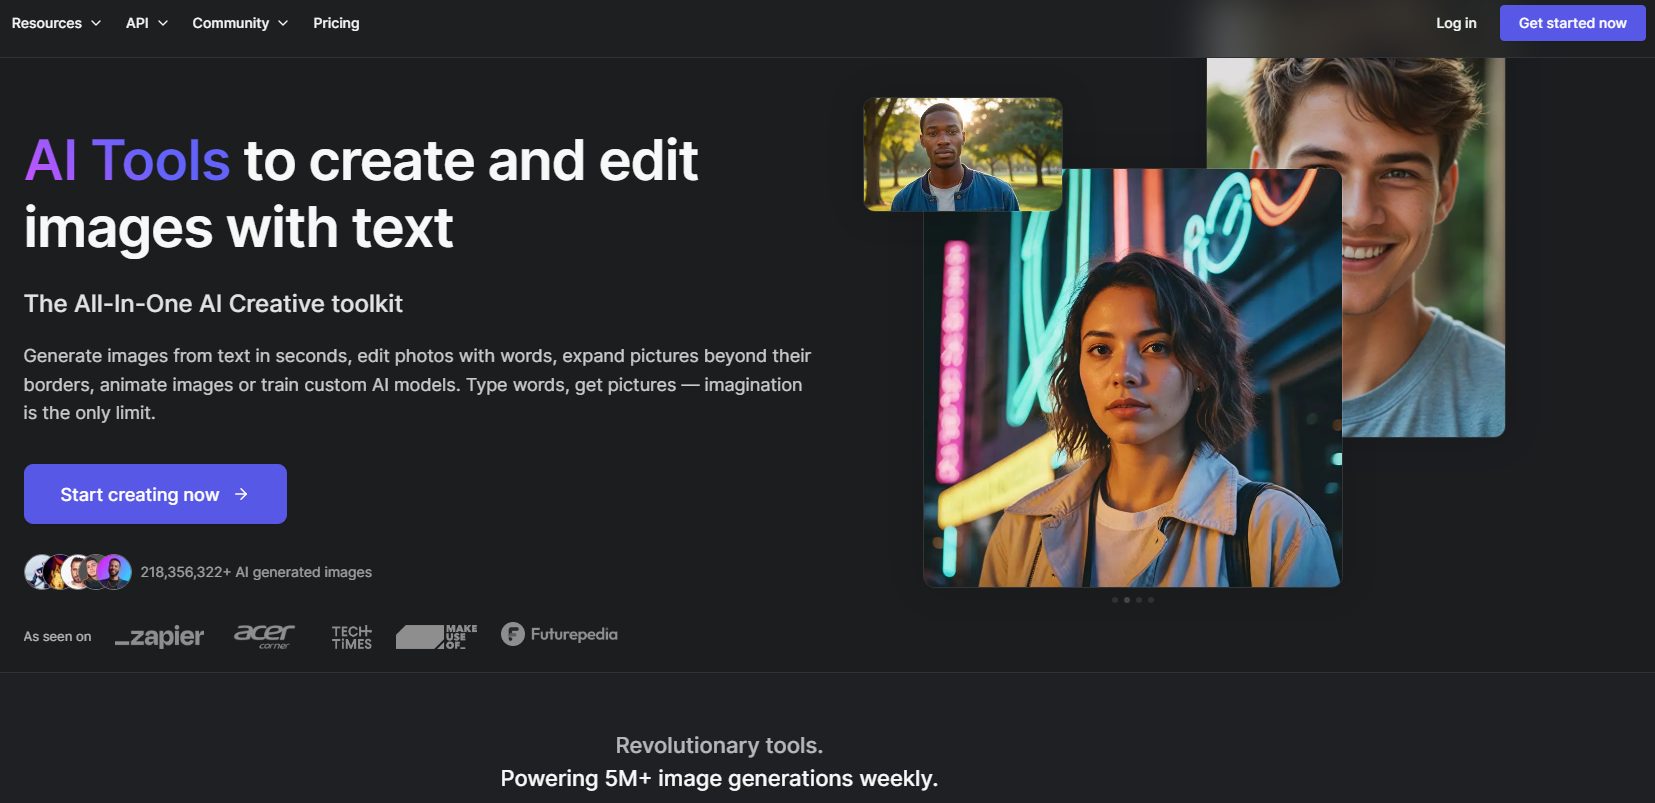 Resources API Community Pricing Log in Get started now
AI Tools to create and edit
images with text
The All-In-One AI Creative toolkit
Generate images from text in seconds, edit photos with words, expand pictures beyond their
borders, animate images or train custom AI models. Type words, get pictures — imagination
is the only limit.
Start creating now
218,356,322+ AI generated images
As seen on
_zapier
acer
corner
TECH
TiMES
MAKE
USE
OF_
Futurepedia
Revolutionary tools.
Powering 5M+ image generations weekly.